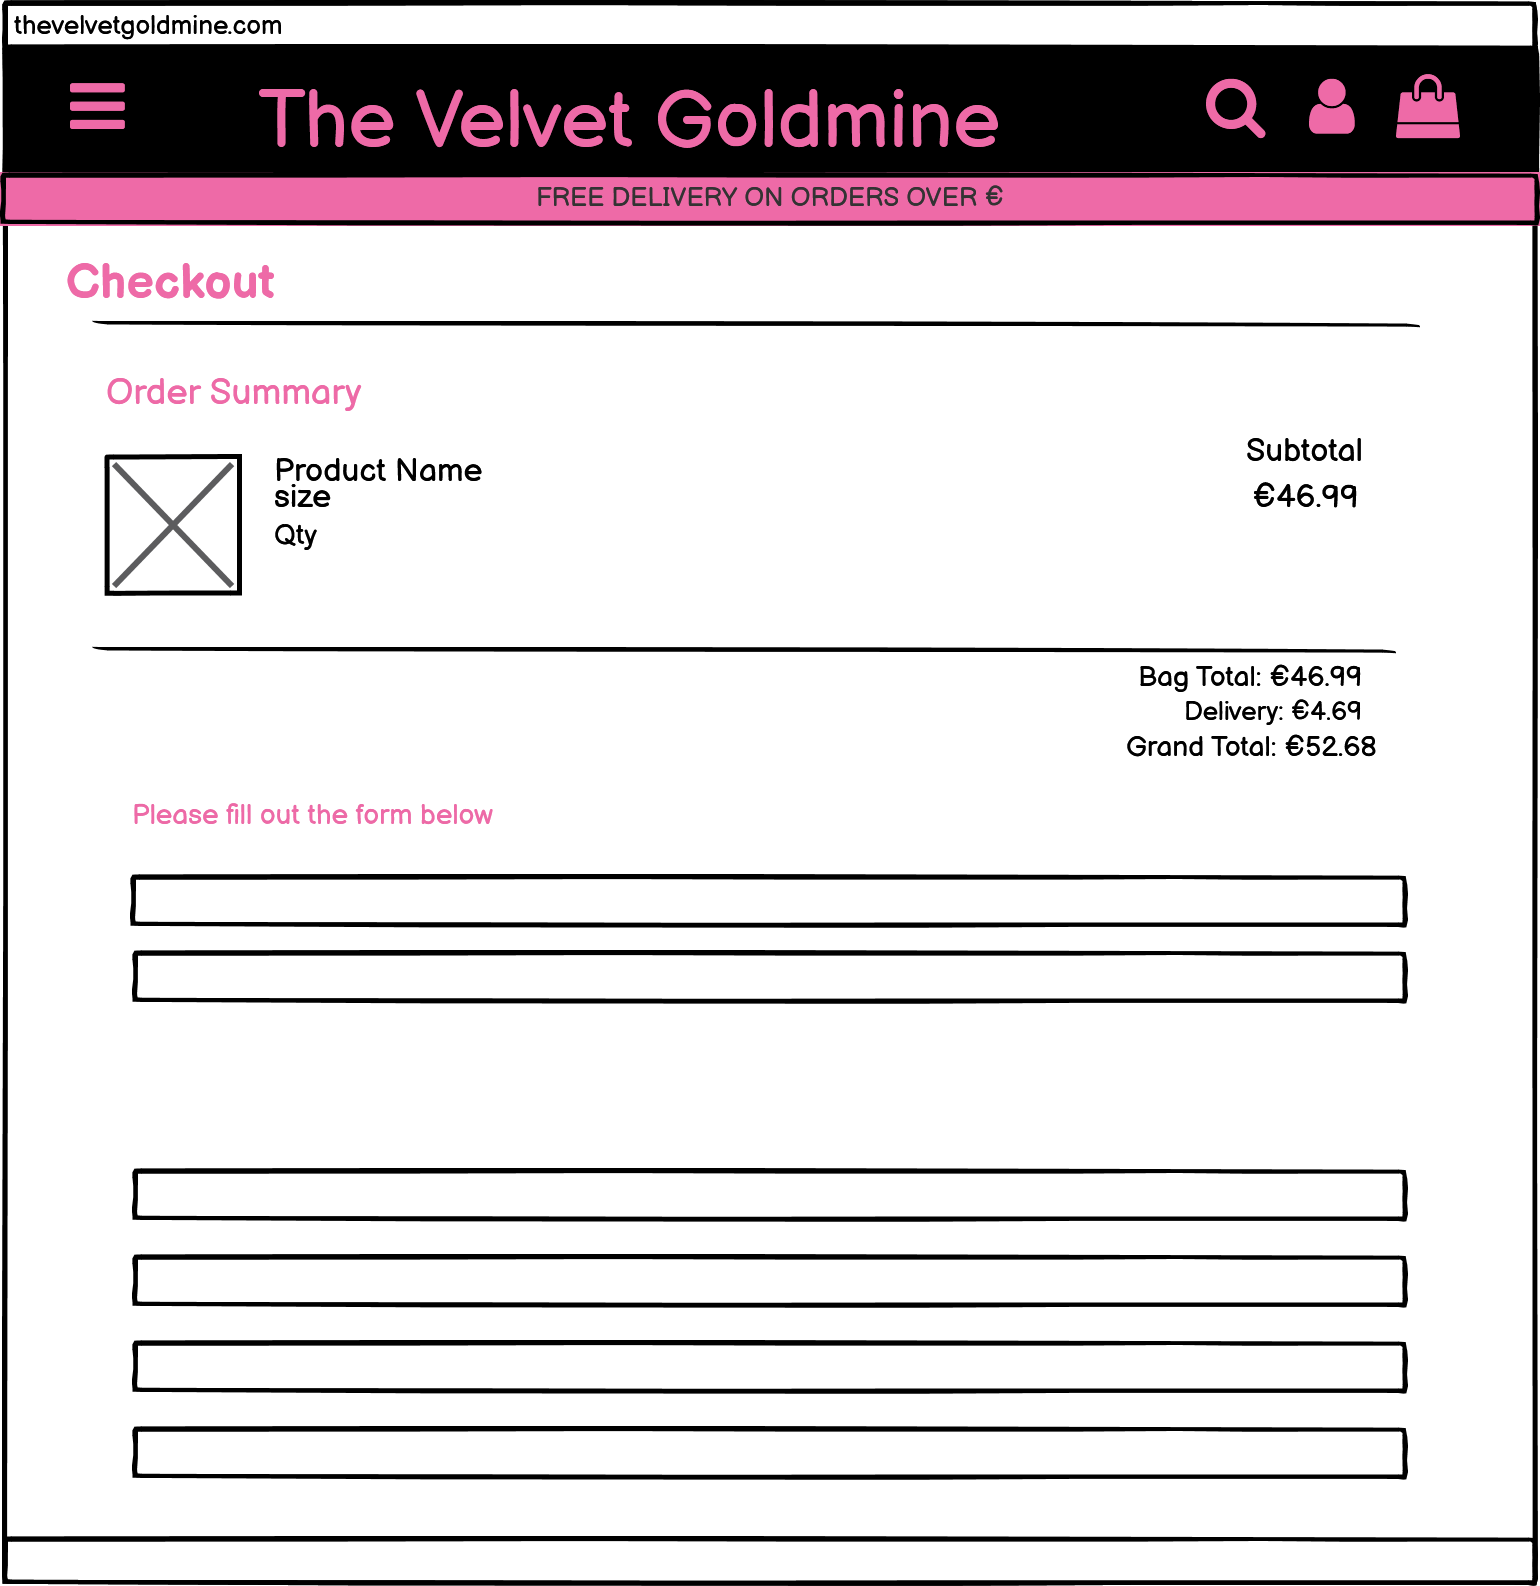 thevelvetgoldmine.com
The Velvet Goldmine
FREE DELIVERY ON ORDERS OVER €
Checkout
Order Summary
Product Name
size
Qty
Subtotal
€46.99
Bag Total: €46.99
Delivery: €4.69
Grand Total: €52.68
Please fill out the form below